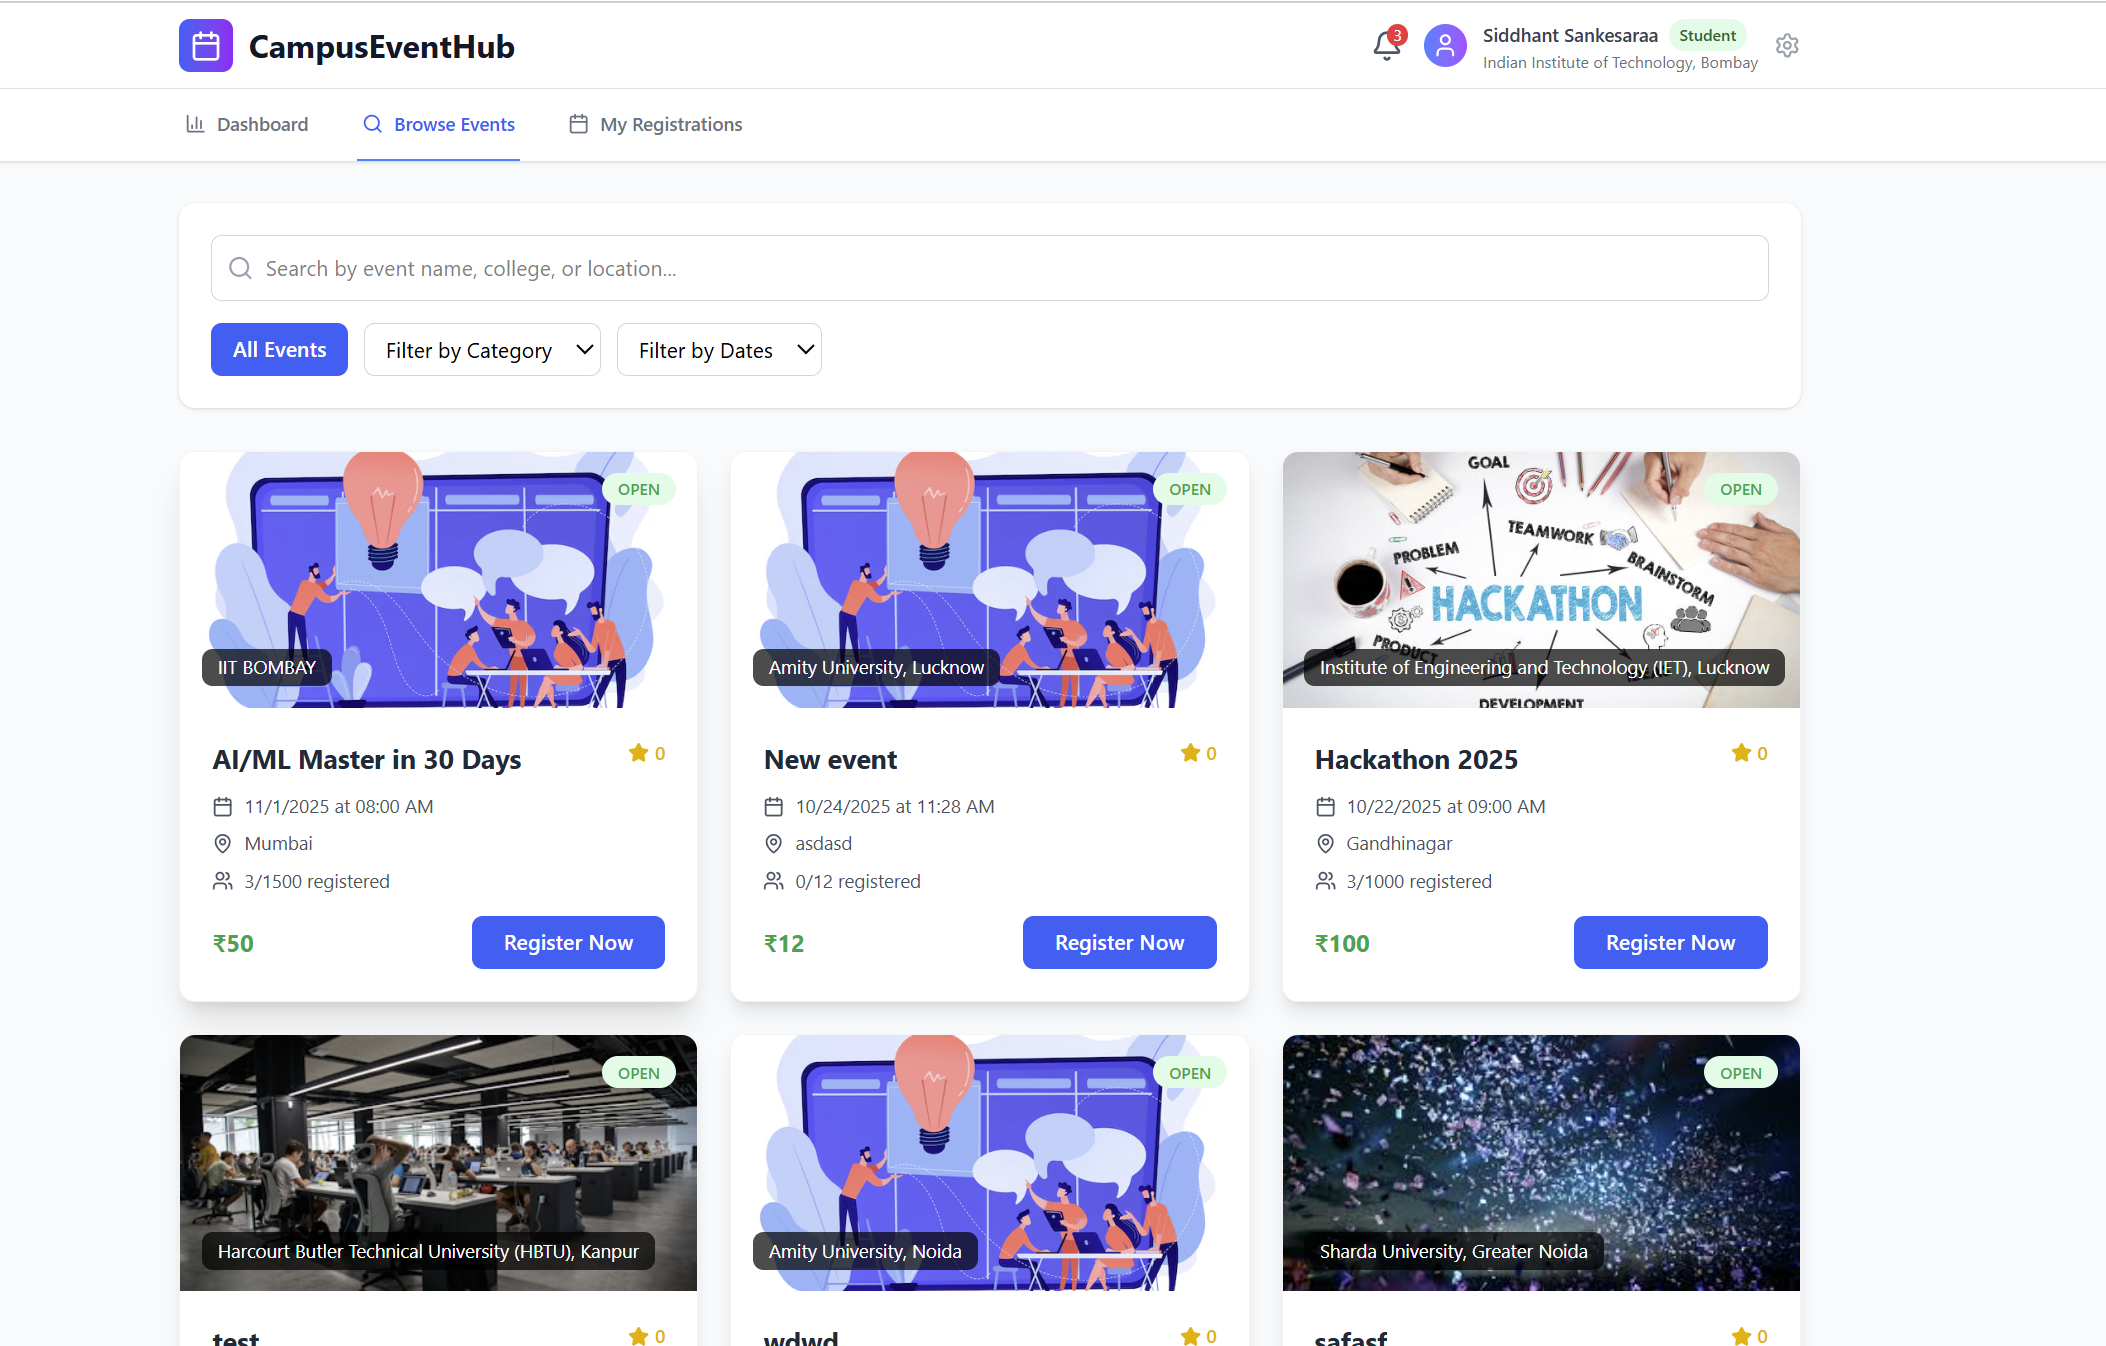 CampusEventHub
3
Siddhant Sankesaraa Student
Indian Institute of Technology, Bombay
Dashboard
Browse Events
My Registrations
Search by event name, college, or location...
All Events
Filter by Category
Filter by Dates
OPEN
IIT BOMBAY
AI/ML Master in 30 Days
0
11/1/2025 at 08:00 AM
Mumbai
3/1500 registered
₹50
Register Now
OPEN
Amity University, Lucknow
New event
0
10/24/2025 at 11:28 AM
asdasd
0/12 registered
₹12
Register Now
GOAL
OPEN
TEAMWORK
PROBLEM
BRAINSTORM
HACKATHON
PRODUCT
Institute of Engineering and Technology (IET), Lucknow
DEVELOPMENT
Hackathon 2025
0
10/22/2025 at 09:00 AM
Gandhinagar
3/1000 registered
₹100
Register Now
OPEN
Harcourt Butler Technical University (HBTU), Kanpur
test
0
OPEN
Amity University, Noida
wdwd
0
OPEN
Sharda University, Greater Noida
safasf
0